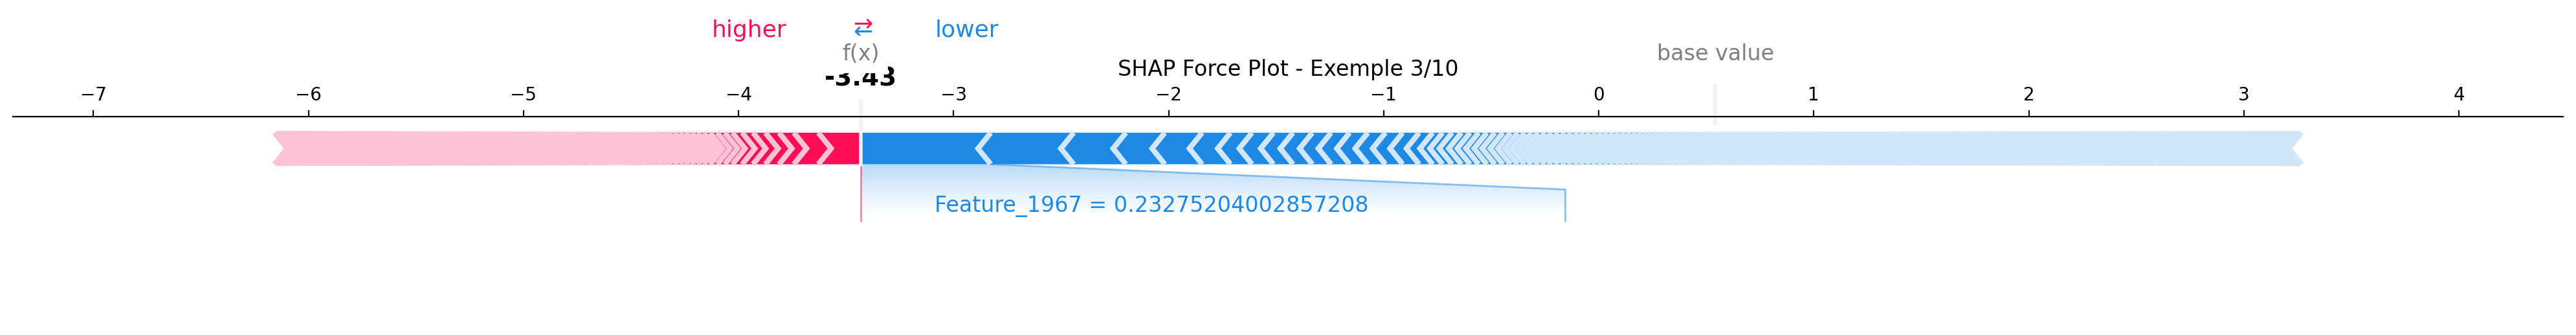 higher ⇄ lower
f(x) base value
SHAP Force Plot - Exemple 3/10
-3.43
−7 −6 −5 −4 −3 −2 −1 0 1 2 3 4
Feature_1967 = 0.23275204002857208